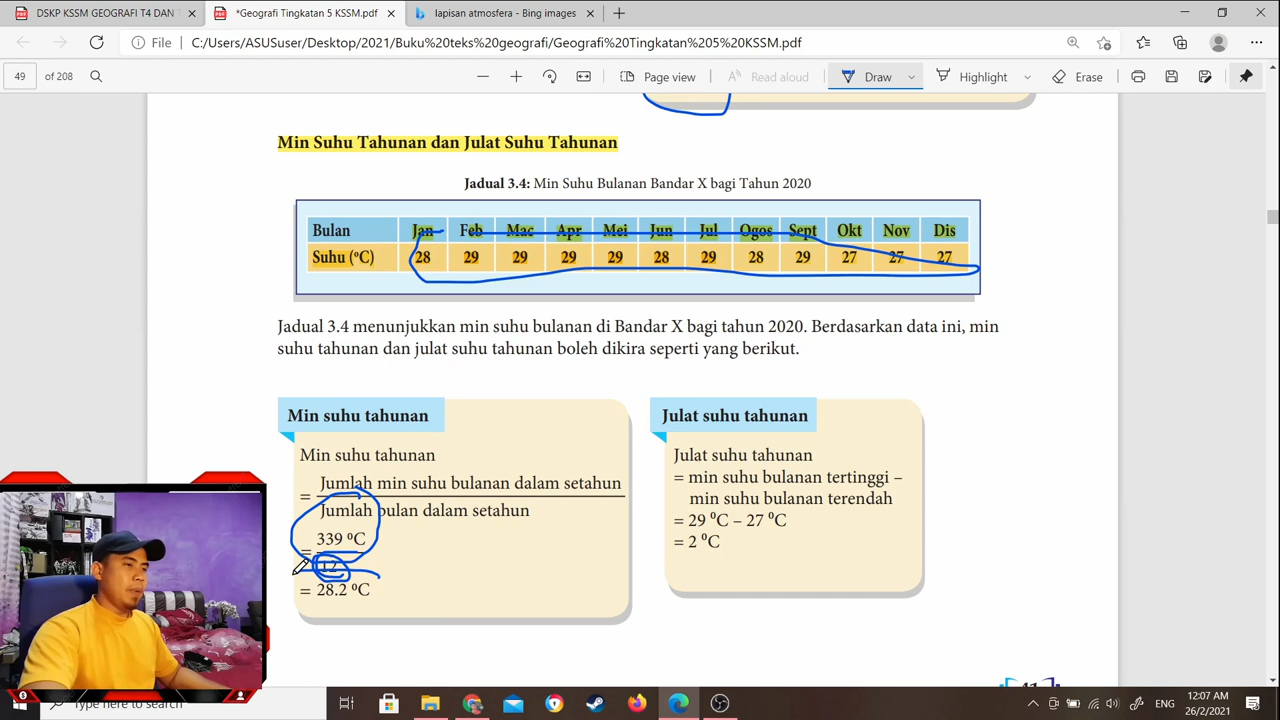 DSKP KSSM GEOGRAFI T4 DAN T
*Geografi Tingkatan 5 KSSM.pdf
lapisan atmosfera - Bing images
File
C:/Users/ASUSuser/Desktop/2021/Buku%20teks%20geografi/Geografi%20Tingkatan%205%20KSSM.pdf
49 of 208 Page view Read aloud Draw Highlight Erase
Min Suhu Tahunan dan Julat Suhu Tahunan
Jadual 3.4: Min Suhu Bulanan Bandar X bagi Tahun 2020
Bulan Jan Feb Mac Apr Mei Jun Jul Ogos Sept Okt Nov Dis
Suhu (°C) 28 29 29 29 29 28 29 28 29 27 27 27
Jadual 3.4 menunjukkan min suhu bulanan di Bandar X bagi tahun 2020. Berdasarkan data ini, min
suhu tahunan dan julat suhu tahunan boleh dikira seperti yang berikut.
Min suhu tahunan
Min suhu tahunan
= Jumlah min suhu bulanan dalam setahun
Jumlah bulan dalam setahun
339 °C
=
12
= 28.2 °C
Julat suhu tahunan
Julat suhu tahunan
= min suhu bulanan tertinggi –
min suhu bulanan terendah
= 29 °C – 27 °C
= 2 °C
41
Type here to search
ENG
12:07 AM
26/2/2021